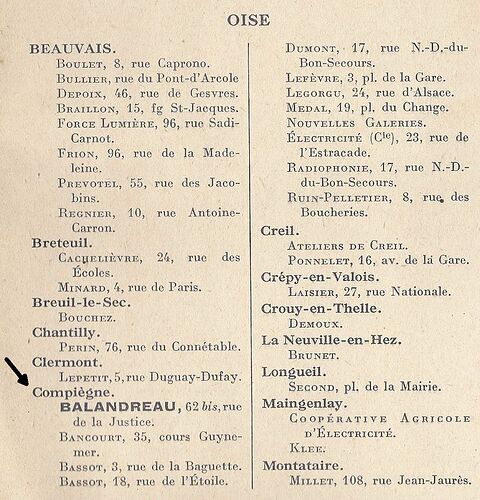 OISE
BEAUVAIS.
BOULET, 8, rue Caprono.
BULLIER, rue du Pont-d'Arcole
DEPOIX, 46, rue de Gesvres.
BRAILLON, 15, fg St-Jacques.
FORCE LUMIÈRE, 96, rue Sadi-
Carnot.
FRION, 96, rue de la Made-
leine.
PREVOTEL, 55, rue des Jaco-
bins.
REGNIER, 10, rue Antoine-
Carron.
Breteuil.
CACHELIÈVRE, 24, rue des
Écoles.
MINARD, 4, rue de Paris.
Breuil-le-Sec.
BOUCHEZ.
Chantilly.
PERIN, 76, rue du Connétable.
Clermont.
LEPETIT, 5, rue Duguay-Dufay.
Compiègne.
BALANDREAU, 62 bis, rue
de la Justice.
BANCOURT, 35, cours Guyne-
mer.
BASSOT, 3, rue de la Baguette.
BASSOT, 18, rue de l'Étoile.
DUMONT, 17, rue N.-D.-du-
Bon-Secours.
LEFÈVRE, 3, pl. de la Gare.
LEGORGU, 24, rue d'Alsace.
MEDAL, 19, pl. du Change.
NOUVELLES GALERIES.
ÉLECTRICITÉ (Cie), 23, rue de
l'Estracade.
RADIOPHONIE, 17, rue N.-D.-
du-Bon-Secours.
RUIN-PELLETIER, 8, rue des
Boucheries.
Creil.
ATELIERS DE CREIL.
PONNELET, 16, av. de la Gare.
Crépy-en-Valois.
LAISIER, 27, rue Nationale.
Crouy-en-Thelle.
DEMOUX.
La Neuville-en-Hez.
BRUNET.
Longueil.
SECOND, pl. de la Mairie.
Maingenlay.
COOPÉRATIVE AGRICOLE
D'ÉLECTRICITÉ.
KLEE.
Montataire.
MILLET, 108, rue Jean-Jaurès.